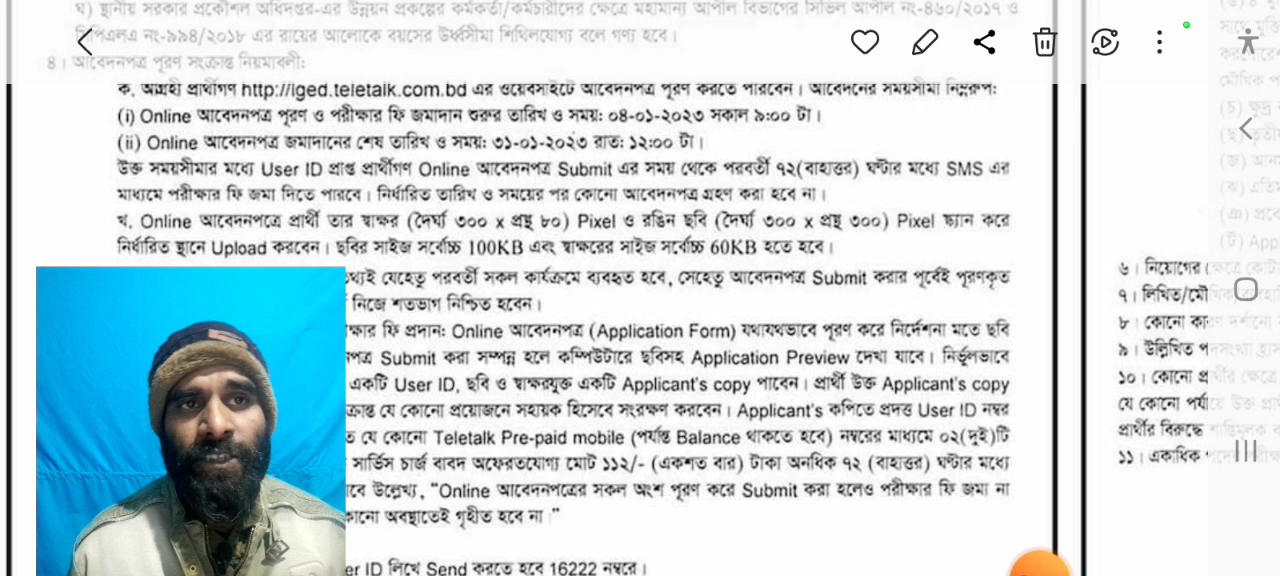 ঘ) স্থানীয় সরকার প্রকৌশল অধিদপ্তর-এর উন্নয়ন প্রকল্পের কর্মকর্তা/কর্মচারীদের ক্ষেত্রে মহামান্য আপীল বিভাগের সিভিল আপীল নং-৪৬০/২০১৭ ও
সিপিএলএ নং-৯৯৪/২০১৮ এর রায়ের আলোকে বয়সের উর্ধ্বসীমা শিথিলযোগ্য বলে গণ্য হবে।
৪। আবেদনপত্র পূরণ সংক্রান্ত নিয়মাবলী:
ক. আগ্রহী প্রার্থীগণ http://lged.teletalk.com.bd এর ওয়েবসাইটে আবেদনপত্র পূরণ করতে পারবেন। আবেদনের সময়সীমা নিম্নরূপ:
(i) Online আবেদনপত্র পূরণ ও পরীক্ষার ফি জমাদান শুরুর তারিখ ও সময়: ০৪-০১-২০২৩ সকাল ৯:০০ টা।
(ii) Online আবেদনপত্র জমাদানের শেষ তারিখ ও সময়: ৩১-০১-২০২৩ রাত: ১২:০০ টা।
উক্ত সময়সীমার মধ্যে User ID প্রাপ্ত প্রার্থীগণ Online আবেদনপত্র Submit এর সময় থেকে পরবর্তী ৭২(বাহাত্তর) ঘণ্টার মধ্যে SMS এর
মাধ্যমে পরীক্ষার ফি জমা দিতে পারবে। নির্ধারিত তারিখ ও সময়ের পর কোনো আবেদনপত্র গ্রহণ করা হবে না।
খ. Online আবেদনপত্রে প্রার্থী তার স্বাক্ষর (দৈর্ঘ্য ৩০০ x প্রস্থ ৮০) Pixel ও রঙিন ছবি (দৈর্ঘ্য ৩০০ x প্রস্থ ৩০০) Pixel স্ক্যান করে
নির্ধারিত স্থানে Upload করবেন। ছবির সাইজ সর্বোচ্চ 100KB এবং স্বাক্ষরের সাইজ সর্বোচ্চ 60KB হতে হবে।
যেহেতু পরবর্তী সকল কার্যক্রমে ব্যবহৃত হবে, সেহেতু আবেদনপত্র Submit করার পূর্বেই পূরণকৃত
নিজে শতভাগ নিশ্চিত হবেন।
ফি প্রদান: Online আবেদনপত্র (Application Form) যথাযথভাবে পূরণ করে নির্দেশনা মতে ছবি
Submit করা সম্পন্ন হলে কম্পিউটারে ছবিসহ Application Preview দেখা যাবে। নির্ভুলভাবে
একটি User ID, ছবি ও স্বাক্ষরযুক্ত একটি Applicant's copy পাবেন। প্রার্থী উক্ত Applicant's copy
যে কোনো প্রয়োজনে সহায়ক হিসেবে সংরক্ষণ করবেন। Applicant's কপিতে প্রদত্ত User ID নম্বর
যে কোনো Teletalk Pre-paid mobile (পর্যাপ্ত Balance থাকতে হবে) নম্বরের মাধ্যমে ০২(দুই)টি
সার্ভিস চার্জ বাবদ অফেরতযোগ্য মোট ১১২/- (একশত বার) টাকা অনধিক ৭২ (বাহাত্তর) ঘণ্টার মধ্যে
উল্লেখ্য, “Online আবেদনপত্রের সকল অংশ পূরণ করে Submit করা হলেও পরীক্ষার ফি জমা না
অবস্থাতেই গৃহীত হবে না।”
ID লিখে Send করতে হবে 16222 নম্বরে।
মৌখিক
(চ) ক্ষুদ্র
(ট) App
৬। নিয়োগের ক্ষেত্রে
৭। লিখিত/মৌখিক
৮। কোনো কারণ দর্শানো
৯। উল্লিখিত পদসংখ্যা
১০। কোনো প্রার্থীর ক্ষেত্রে
যে কোনো পর্যায়ে উক্ত
প্রার্থীর বিরুদ্ধে শাস্তিমূলক
১১। একাধিক